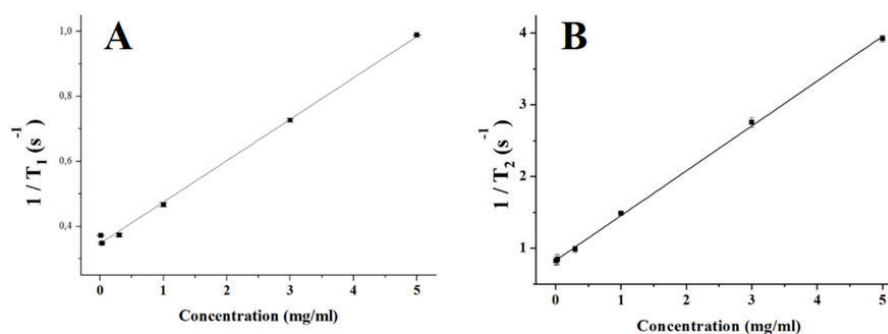 A
1,0
0,8
0,6
0,4
1 / T1 (s-1)
0 1 2 3 4 5
Concentration (mg/ml)
B
4
3
2
1
1 / T2 (s-1)
0 1 2 3 4 5
Concentration (mg/ml)